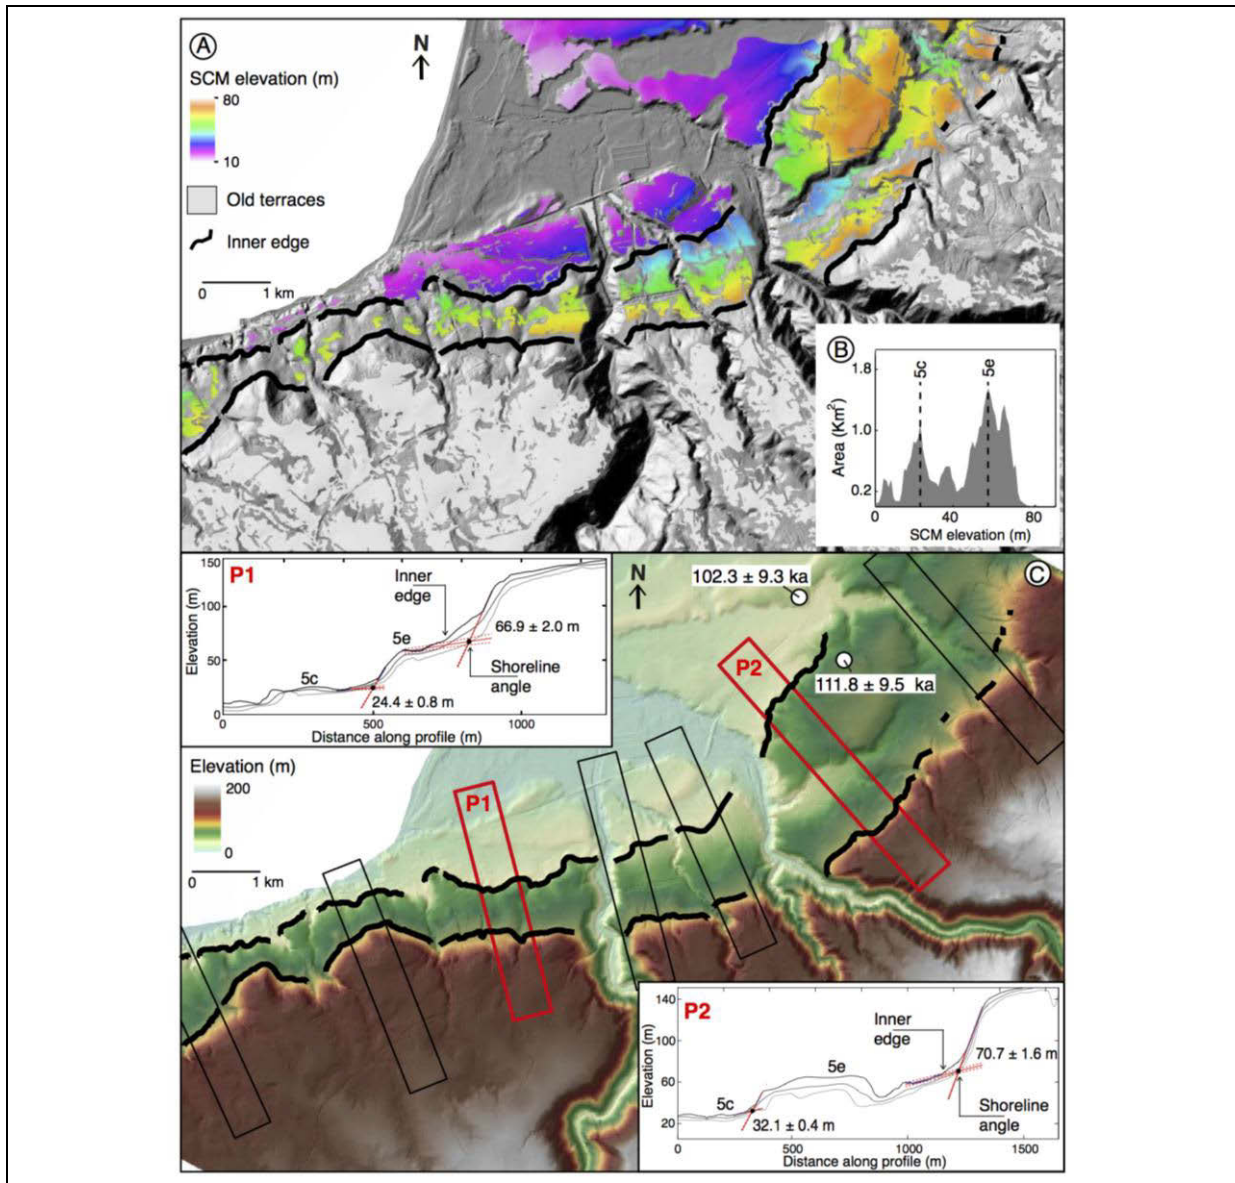 A
N
SCM elevation (m)
80
10
Old terraces
Inner edge
0 1 km
B
5c 5e
1.8
1.0
0.2
Area (Km²)
0 40 80
SCM elevation (m)
P1
150
100
50
0
Elevation (m)
Inner
edge
5e
66.9 ± 2.0 m
5c
Shoreline
angle
24.4 ± 0.8 m
0 500 1000
Distance along profile (m)
N
C
102.3 ± 9.3 ka
P2
111.8 ± 9.5 ka
Elevation (m)
200
0
0 1 km
P1
P2
140
100
60
20
Elevation (m)
Inner
edge
70.7 ± 1.6 m
5e
5c
Shoreline
angle
32.1 ± 0.4 m
0 500 1000 1500
Distance along profile (m)